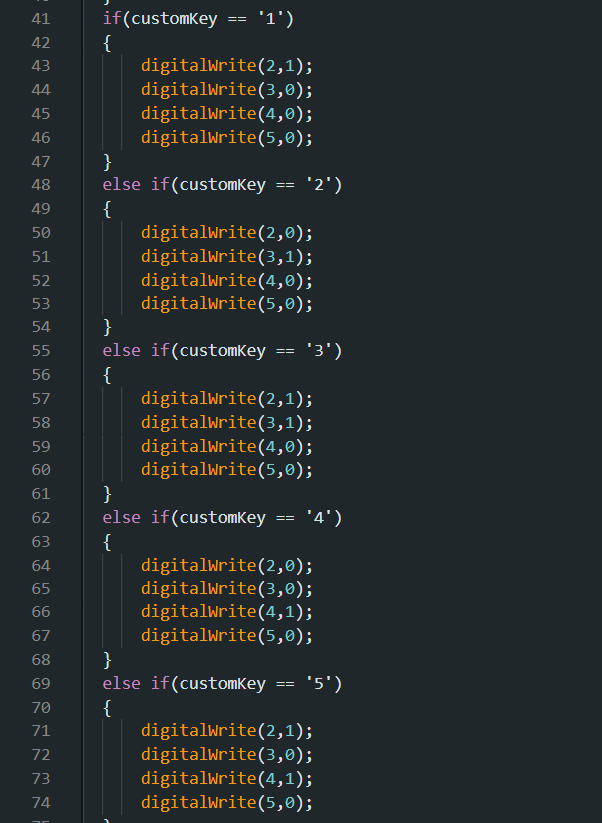 41 if(customKey == '1')
42 {
43 digitalWrite(2,1);
44 digitalWrite(3,0);
45 digitalWrite(4,0);
46 digitalWrite(5,0);
47 }
48 else if(customKey == '2')
49 {
50 digitalWrite(2,0);
51 digitalWrite(3,1);
52 digitalWrite(4,0);
53 digitalWrite(5,0);
54 }
55 else if(customKey == '3')
56 {
57 digitalWrite(2,1);
58 digitalWrite(3,1);
59 digitalWrite(4,0);
60 digitalWrite(5,0);
61 }
62 else if(customKey == '4')
63 {
64 digitalWrite(2,0);
65 digitalWrite(3,0);
66 digitalWrite(4,1);
67 digitalWrite(5,0);
68 }
69 else if(customKey == '5')
70 {
71 digitalWrite(2,1);
72 digitalWrite(3,0);
73 digitalWrite(4,1);
74 digitalWrite(5,0);